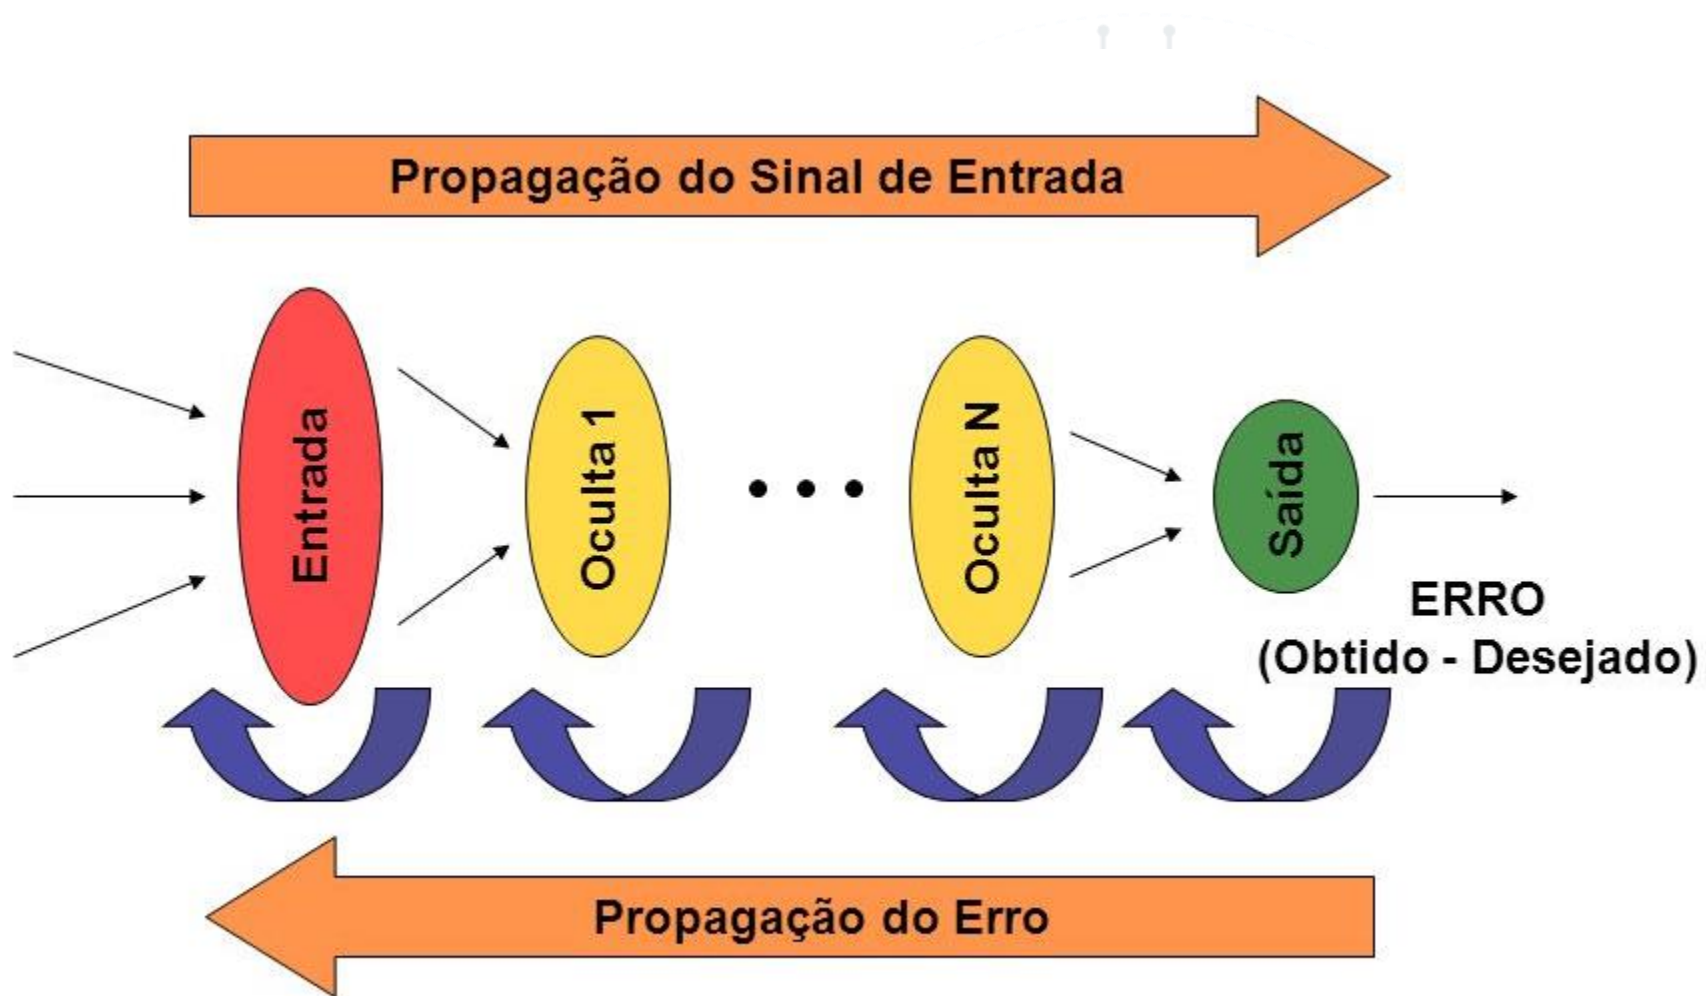 Propagação do Sinal de Entrada
Entrada
Oculta 1
Oculta N
Saída
ERRO
(Obtido - Desejado)
Propagação do Erro